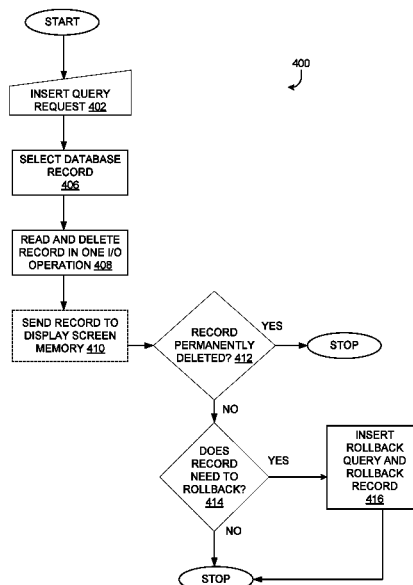 START
400
INSERT QUERY
REQUEST 402
SELECT DATABASE
RECORD
406
READ AND DELETE
RECORD IN ONE I/O
OPERATION 408
SEND RECORD TO
DISPLAY SCREEN
MEMORY 410
RECORD
PERMANENTLY
DELETED? 412
YES
STOP
NO
DOES
RECORD
NEED TO
ROLLBACK?
414
YES
INSERT
ROLLBACK
QUERY AND
ROLLBACK
RECORD
416
NO
STOP